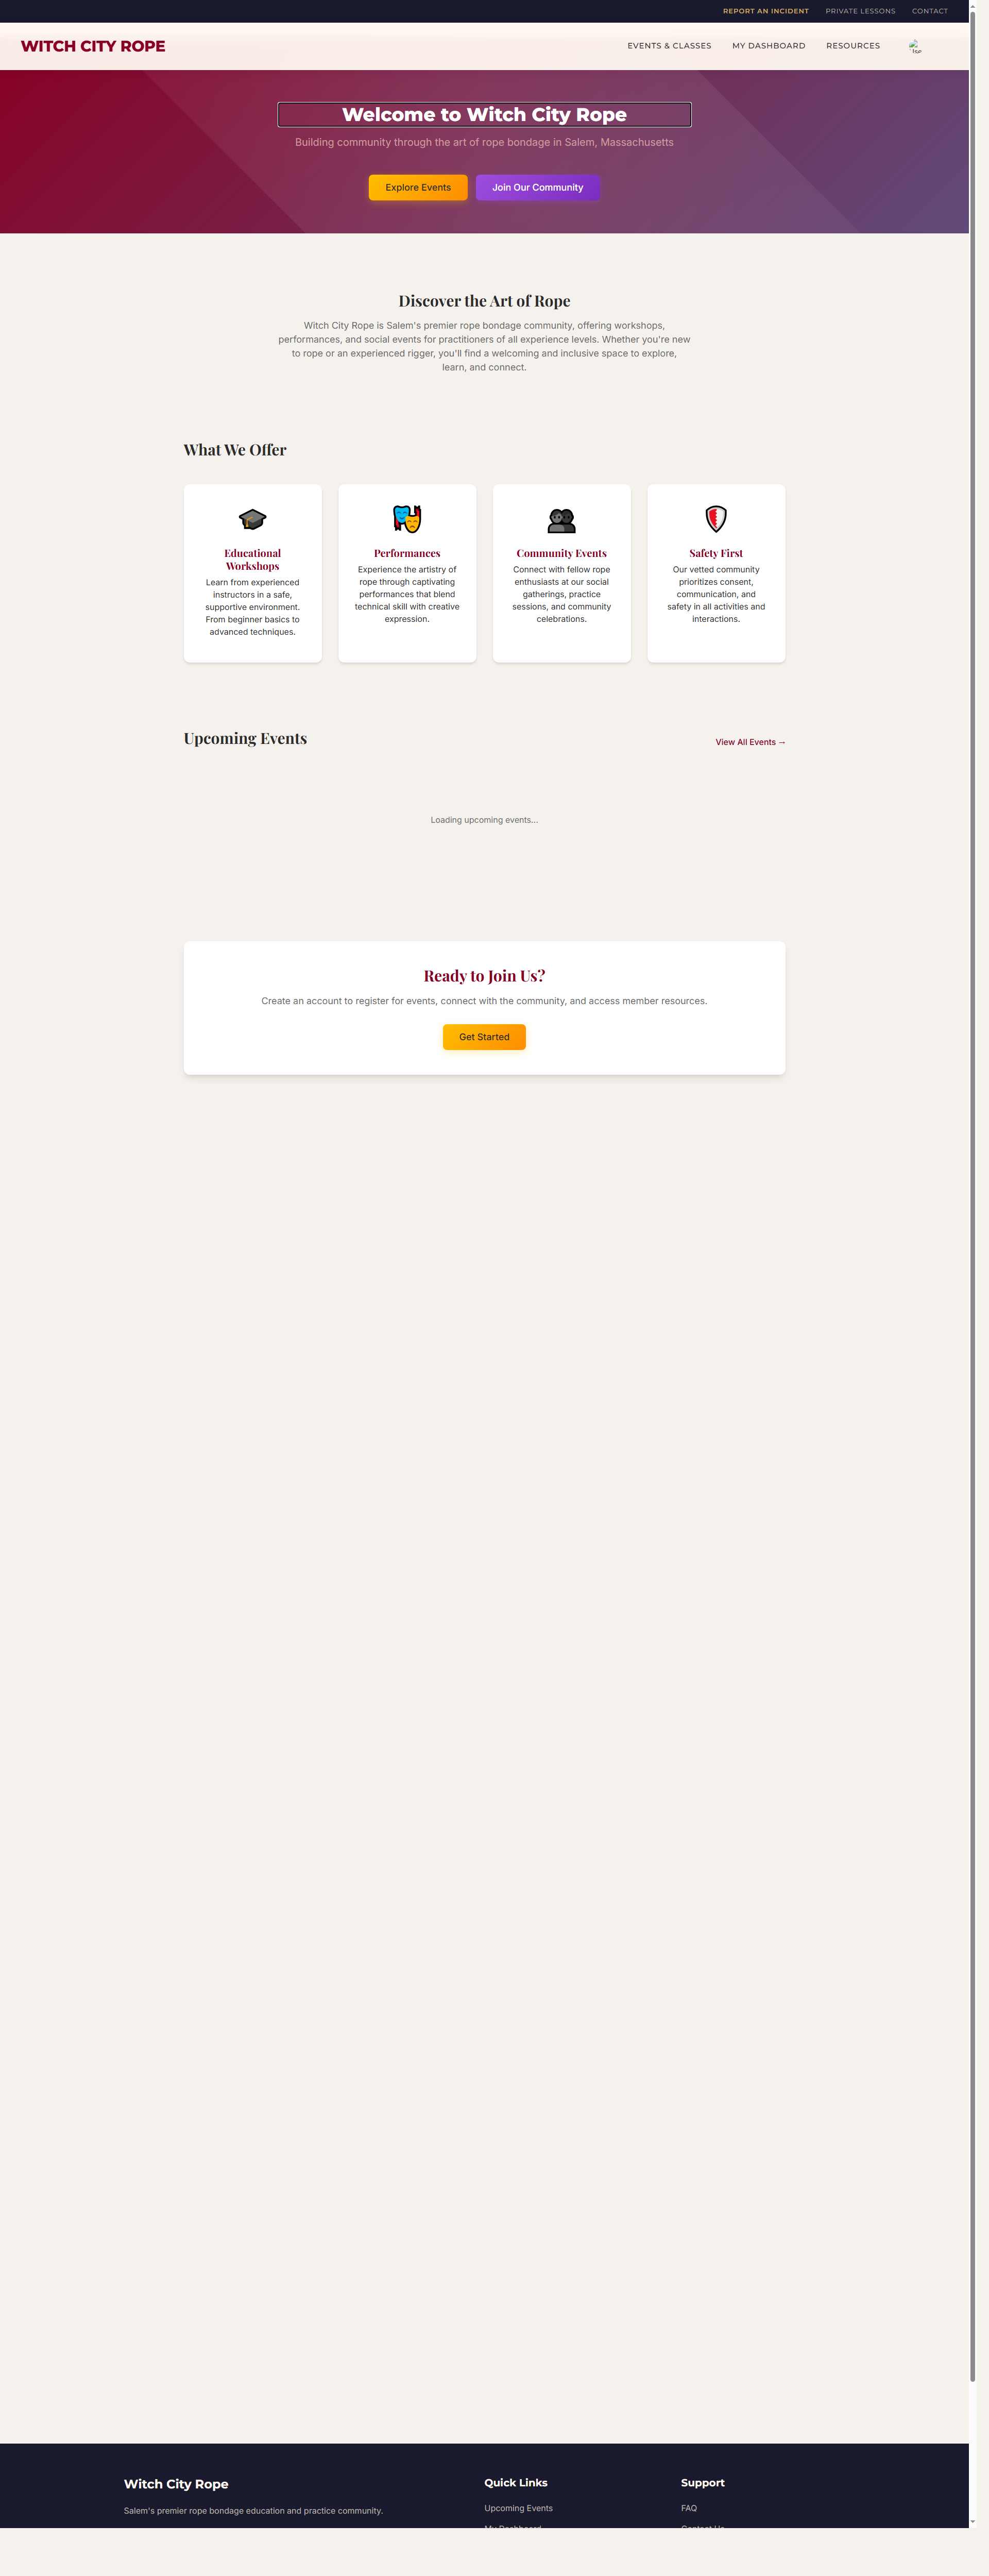 REPORT AN INCIDENT
PRIVATE LESSONS
CONTACT
WITCH CITY ROPE
EVENTS & CLASSES
MY DASHBOARD
RESOURCES
Welcome to Witch City Rope
Building community through the art of rope bondage in Salem, Massachusetts
Explore Events
Join Our Community
Discover the Art of Rope
Witch City Rope is Salem's premier rope bondage community, offering workshops,
performances, and social events for practitioners of all experience levels. Whether you're new
to rope or an experienced rigger, you'll find a welcoming and inclusive space to explore,
learn, and connect.
What We Offer
Educational
Workshops
Learn from experienced
instructors in a safe,
supportive environment.
From beginner basics to
advanced techniques.
Performances
Experience the artistry of
rope through captivating
performances that blend
technical skill with creative
expression.
Community Events
Connect with fellow rope
enthusiasts at our social
gatherings, practice
sessions, and community
celebrations.
Safety First
Our vetted community
prioritizes consent,
communication, and
safety in all activities and
interactions.
Upcoming Events
View All Events →
Loading upcoming events...
Ready to Join Us?
Create an account to register for events, connect with the community, and access member resources.
Get Started
Witch City Rope
Salem's premier rope bondage education and practice community.
Quick Links
Upcoming Events
My Dashboard
Support
FAQ
Contact Us